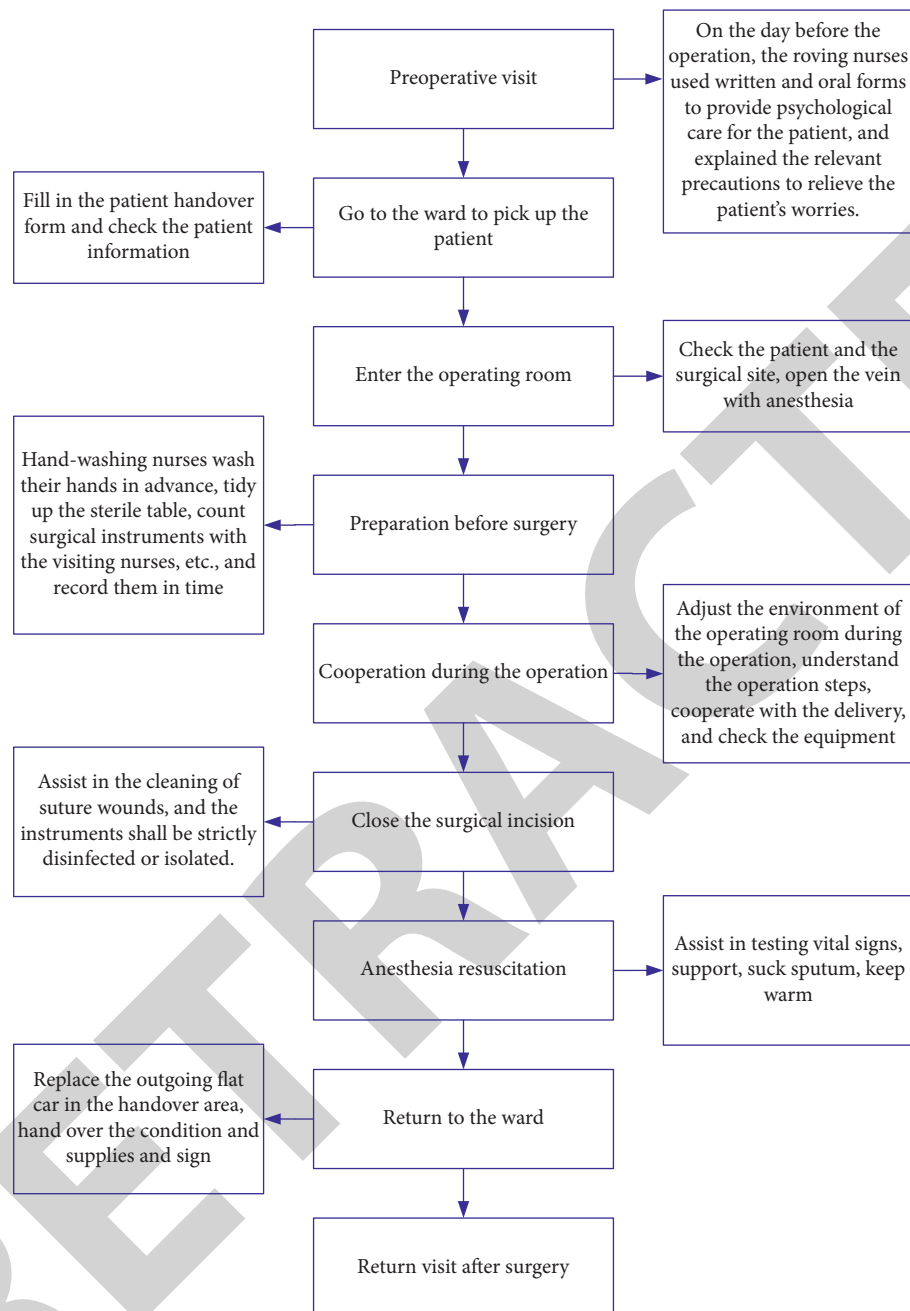 Preoperative visit
On the day before the
operation, the roving nurses
used written and oral forms
to provide psychological
care for the patient, and
explained the relevant
precautions to relieve the
patient's worries.
Fill in the patient handover
form and check the patient
information
Go to the ward to pick up the
patient
Enter the operating room
Check the patient and the
surgical site, open the vein
with anesthesia
Hand-washing nurses wash
their hands in advance, tidy
up the sterile table, count
surgical instruments with
the visiting nurses, etc., and
record them in time
Preparation before surgery
Cooperation during the operation
Adjust the environment of
the operating room during
the operation, understand
the operation steps,
cooperate with the delivery,
and check the equipment
Assist in the cleaning of
suture wounds, and the
instruments shall be strictly
disinfected or isolated.
Close the surgical incision
Anesthesia resuscitation
Assist in testing vital signs,
support, suck sputum, keep
warm
Replace the outgoing flat
car in the handover area,
hand over the condition and
supplies and sign
Return to the ward
Return visit after surgery
RETRACTE